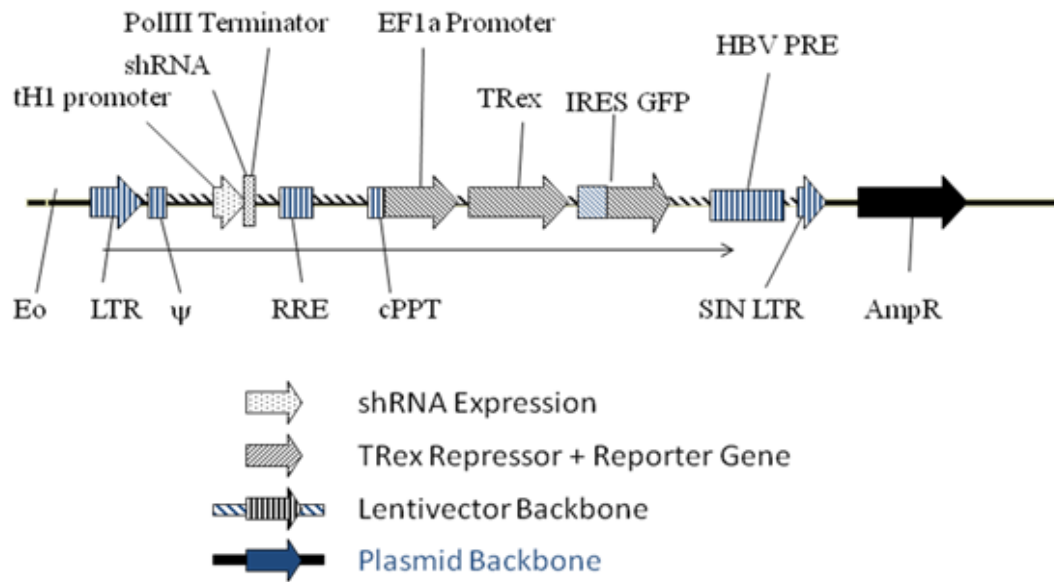 PolIII Terminator
EF1a Promoter
HBV PRE
shRNA
tH1 promoter
TRex
IRES GFP
Eo
LTR
ψ
RRE
cPPT
SIN LTR
AmpR
shRNA Expression
TRex Repressor + Reporter Gene
Lentivector Backbone
Plasmid Backbone